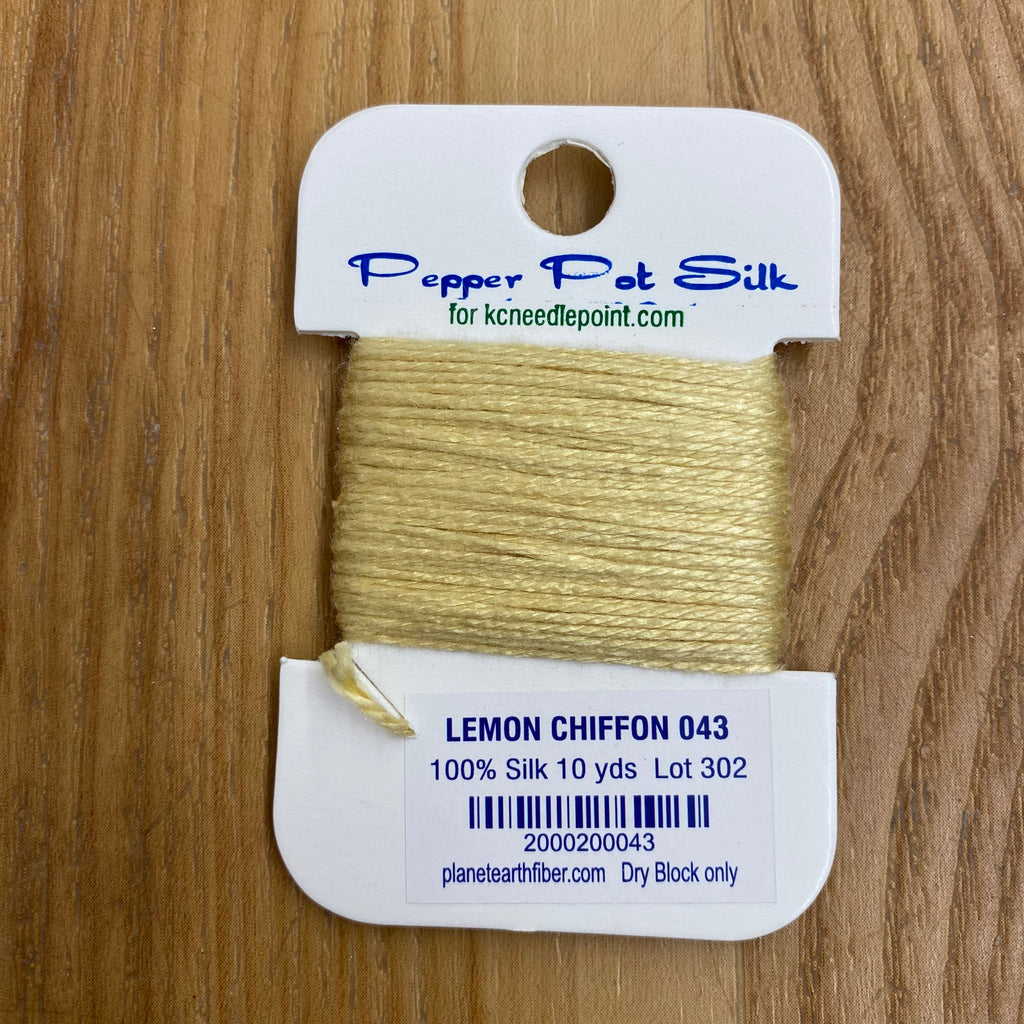 Pepper Pot Silk
for kcneedlepoint.com
LEMON CHIFFON 043
100% Silk 10 yds Lot 302
2000200043
planetearthfiber.com Dry Block only